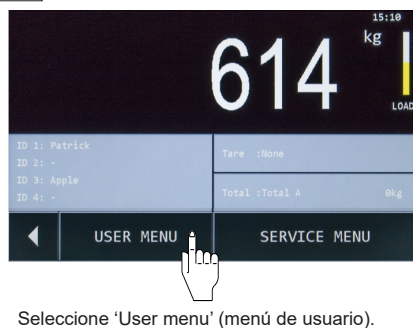 15:10
614 kg
LOAD
ID 1: Patrick
ID 2: -
ID 3: Apple
ID 4: -
Tare :None
Total :Total A 0kg
USER MENU
SERVICE MENU
Seleccione ‘User menu’ (menú de usuario).